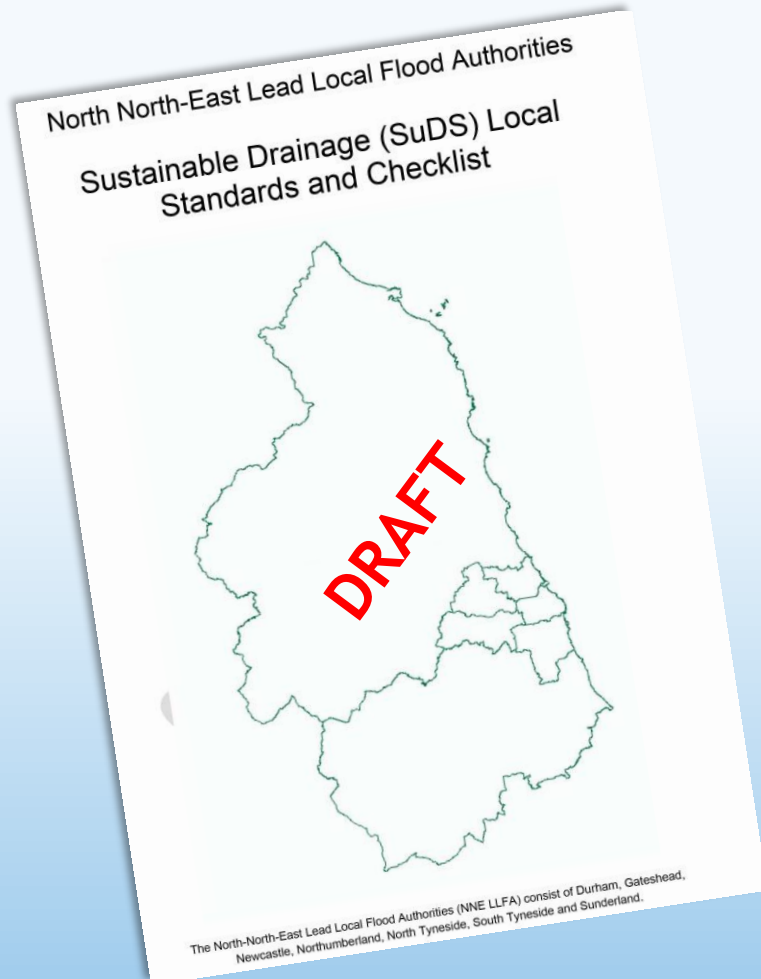 North North-East Lead Local Flood Authorities
Sustainable Drainage (SuDS) Local
Standards and Checklist
DRAFT
The North-North-East Lead Local Flood Authorities (NNE LLFA) consist of Durham, Gateshead,
Newcastle, Northumberland, North Tyneside, South Tyneside and Sunderland.